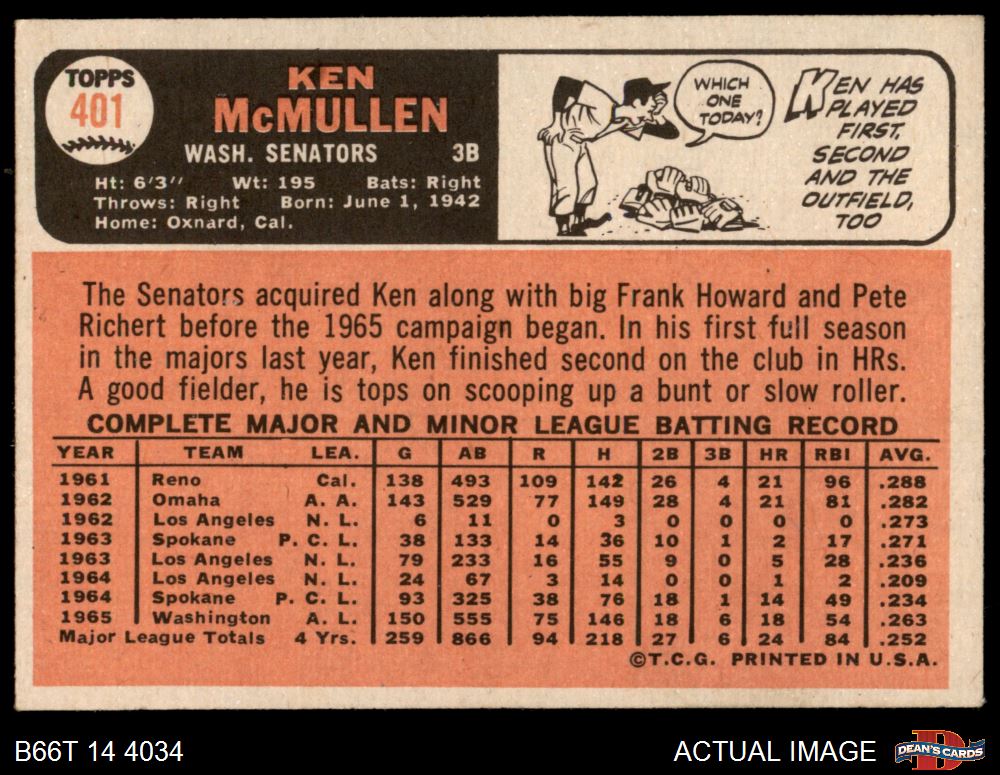 TOPPS
401
KEN
McMULLEN
WASH. SENATORS 3B
Ht: 6'3" Wt: 195 Bats: Right
Throws: Right Born: June 1, 1942
Home: Oxnard, Cal.
WHICH
ONE
TODAY?
KEN HAS
PLAYED
FIRST,
SECOND
AND THE
OUTFIELD,
TOO
The Senators acquired Ken along with big Frank Howard and Pete
Richert before the 1965 campaign began. In his first full season
in the majors last year, Ken finished second on the club in HRs.
A good fielder, he is tops on scooping up a bunt or slow roller.
COMPLETE MAJOR AND MINOR LEAGUE BATTING RECORD
YEAR TEAM LEA. G AB R H 2B 3B HR RBI AVG.
1961 Reno Cal. 138 493 109 142 26 4 21 96 .288
1962 Omaha A. A. 143 529 77 149 28 4 21 81 .282
1962 Los Angeles N. L. 6 11 0 3 0 0 0 0 .273
1963 Spokane P. C. L. 38 133 14 36 10 1 2 17 .271
1963 Los Angeles N. L. 79 233 16 55 9 0 5 28 .236
1964 Los Angeles N. L. 24 67 3 14 0 0 1 2 .209
1964 Spokane P. C. L. 93 325 38 76 18 1 14 49 .234
1965 Washington A. L. 150 555 75 146 18 6 18 54 .263
Major League Totals 4 Yrs. 259 866 94 218 27 6 24 84 .252
©T.C.G. PRINTED IN U.S.A.
B66T 14 4034 ACTUAL IMAGE
DEAN'S CARDS